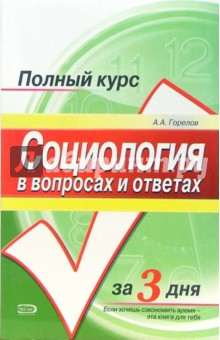 Полный курс
А.А. Горелов
Социология
в вопросах и ответах
за 3 дня
Если хочешь сэкономить время –
эта книга для тебя